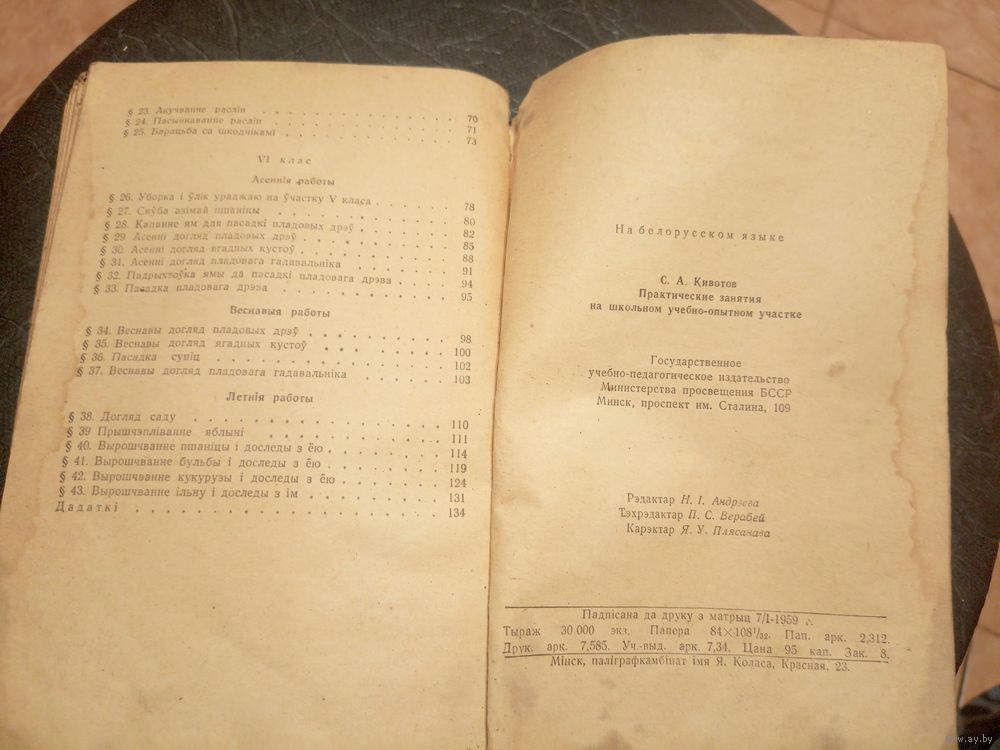 § 23. Акучванне раслін . . . . . . . . . . 70
§ 24. Пасынкаванне раслін . . . . . . . . . . 71
§ 25. Барацьба са шкоднікамі . . . . . . . . . . 73
VI клас
Асеннія работы
§ 26. Уборка і ўлік ураджаю на ўчастку V класа . . . . . 78
§ 27. Сяўба азімай пшаніцы . . . . . . . . . . 80
§ 28. Капанне ям для пасадкі пладовых дрэў . . . . . . 82
§ 29 Асенні догляд пладовых дрэў . . . . . . . . 85
§ 30. Асенні догляд ягадных кустоў . . . . . . . . 88
§ 31. Асенні догляд пладовага гадавальніка . . . . . . 91
§ 32. Падрыхтоўка ямы да пасадкі пладовага дрэва . . . . 94
§ 33. Пасадка пладовага дрэва . . . . . . . . . 95
Веснавыя работы
§ 34. Веснавы догляд пладовых дрэў . . . . . . . . 98
§ 35. Веснавы догляд ягадных кустоў . . . . . . . . 100
§ 36. Пасадка суніц . . . . . . . . . . . . 102
§ 37. Веснавы догляд пладовага гадавальніка . . . . . . 103
Летнія работы
§ 38. Догляд саду . . . . . . . . . . . . . 110
§ 39 Прышчэпліванне яблыні . . . . . . . . . . 111
§ 40. Вырошчванне пшаніцы і доследы з ёю . . . . . . 114
§ 41. Вырошчванне бульбы і доследы з ёю . . . . . . 119
§ 42. Вырошчванне кукурузы і доследы з ёю . . . . . . 124
§ 43. Вырошчванне ільну і доследы з ім . . . . . . . 131
Дадаткі . . . . . . . . . . . . . . . 134
На белорусском языке
С. А. Кивотов
Практические занятия
на школьном учебно-опытном участке
Государственное
учебно-педагогическое издательство
Министерства просвещения БССР
Минск, проспект им. Сталина, 109
Рэдактар Н. І. Андрэева
Тэхрэдактар П. С. Верабей
Карэктар Я. У. Плясанава
Падпісана да друку з матрыц 7/І-1959 г.
Тыраж 30 000 экз. Папера 84×108¹/₃₂. Пап. арк. 2,312.
Друк. арк. 7,585. Уч.-выд. арк. 7,34. Цана 95 кап. Зак. 8.
Мінск, паліграфкамбінат імя Я. Коласа, Красная, 23.
www.ay.by